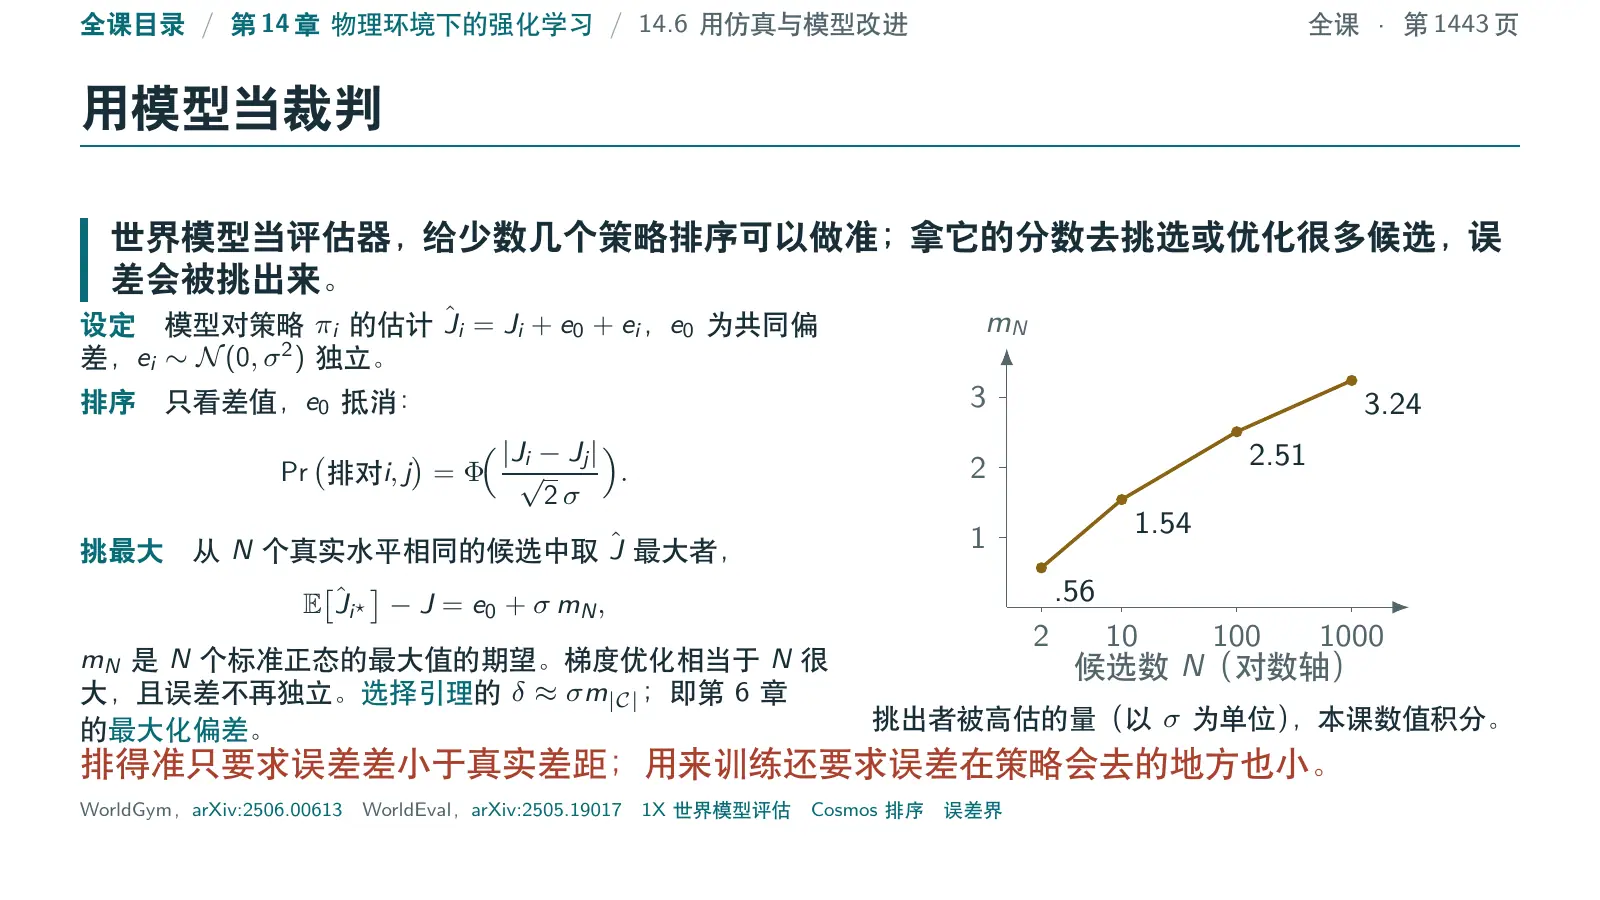 全课目录 / 第 14 章 物理环境下的强化学习 / 14.6 用仿真与模型改进
全课 · 第 1443 页
用模型当裁判
世界模型当评估器，给少数几个策略排序可以做准；拿它的分数去挑选或优化很多候选，误
差会被挑出来。
设定 模型对策略 πᵢ 的估计 Ĵᵢ = Jᵢ + e₀ + eᵢ，e₀ 为共同偏
差，eᵢ ∼ 𝒩(0, σ²) 独立。
排序 只看差值，e₀ 抵消：
Pr (排对i, j) = Φ( |Jᵢ − Jⱼ| / √2 σ ).
挑最大 从 N 个真实水平相同的候选中取 Ĵ 最大者，
𝔼[Ĵ_{i⋆}] − J = e₀ + σ m_N,
m_N 是 N 个标准正态的最大值的期望。梯度优化相当于 N 很
大，且误差不再独立。选择引理的 δ ≈ σm_{|𝒞|}；即第 6 章
的最大化偏差。
m_N
3
2
1
.56
1.54
2.51
3.24
2 10 100 1000
候选数 N（对数轴）
挑出者被高估的量（以 σ 为单位），本课数值积分。
排得准只要求误差差小于真实差距；用来训练还要求误差在策略会去的地方也小。
WorldGym，arXiv:2506.00613 WorldEval，arXiv:2505.19017 1X 世界模型评估 Cosmos 排序 误差界